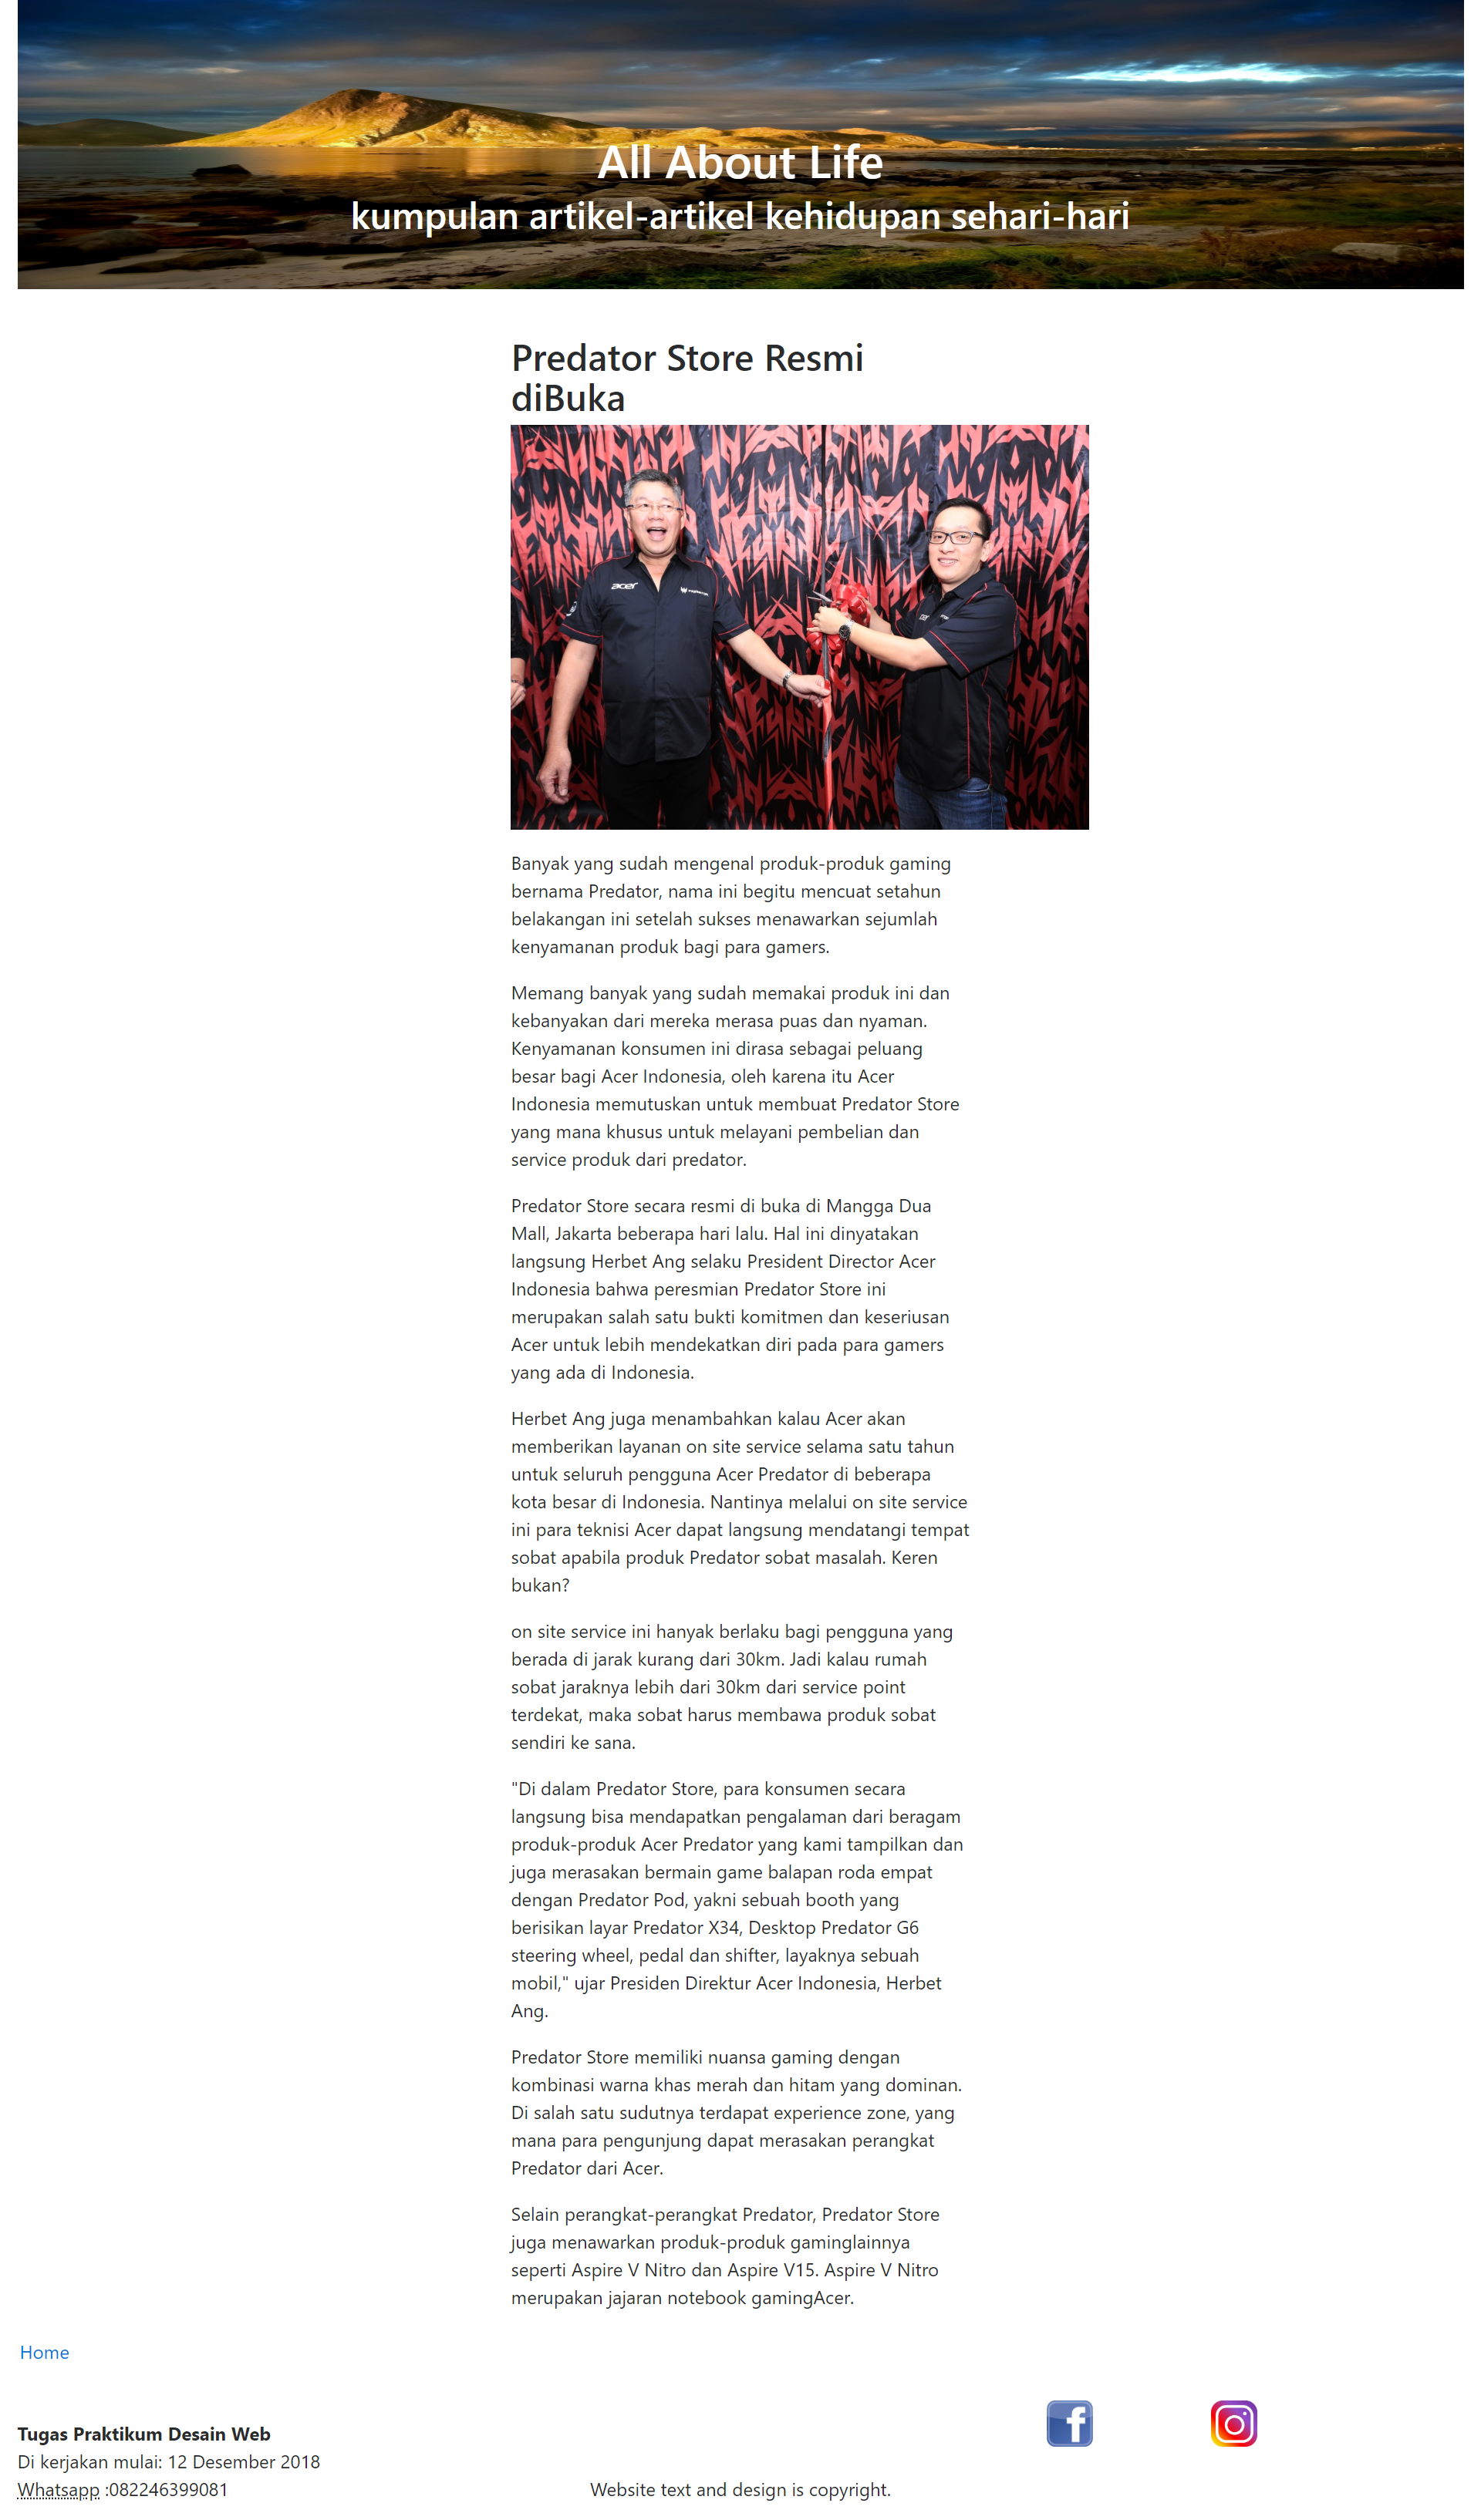 All About Life
kumpulan artikel-artikel kehidupan sehari-hari
Predator Store Resmi
diBuka
acer
Banyak yang sudah mengenal produk-produk gaming
bernama Predator, nama ini begitu mencuat setahun
belakangan ini setelah sukses menawarkan sejumlah
kenyamanan produk bagi para gamers.
Memang banyak yang sudah memakai produk ini dan
kebanyakan dari mereka merasa puas dan nyaman.
Kenyamanan konsumen ini dirasa sebagai peluang
besar bagi Acer Indonesia, oleh karena itu Acer
Indonesia memutuskan untuk membuat Predator Store
yang mana khusus untuk melayani pembelian dan
service produk dari predator.
Predator Store secara resmi di buka di Mangga Dua
Mall, Jakarta beberapa hari lalu. Hal ini dinyatakan
langsung Herbet Ang selaku President Director Acer
Indonesia bahwa peresmian Predator Store ini
merupakan salah satu bukti komitmen dan keseriusan
Acer untuk lebih mendekatkan diri pada para gamers
yang ada di Indonesia.
Herbet Ang juga menambahkan kalau Acer akan
memberikan layanan on site service selama satu tahun
untuk seluruh pengguna Acer Predator di beberapa
kota besar di Indonesia. Nantinya melalui on site service
ini para teknisi Acer dapat langsung mendatangi tempat
sobat apabila produk Predator sobat masalah. Keren
bukan?
on site service ini hanyak berlaku bagi pengguna yang
berada di jarak kurang dari 30km. Jadi kalau rumah
sobat jaraknya lebih dari 30km dari service point
terdekat, maka sobat harus membawa produk sobat
sendiri ke sana.
"Di dalam Predator Store, para konsumen secara
langsung bisa mendapatkan pengalaman dari beragam
produk-produk Acer Predator yang kami tampilkan dan
juga merasakan bermain game balapan roda empat
dengan Predator Pod, yakni sebuah booth yang
berisikan layar Predator X34, Desktop Predator G6
steering wheel, pedal dan shifter, layaknya sebuah
mobil," ujar Presiden Direktur Acer Indonesia, Herbet
Ang.
Predator Store memiliki nuansa gaming dengan
kombinasi warna khas merah dan hitam yang dominan.
Di salah satu sudutnya terdapat experience zone, yang
mana para pengunjung dapat merasakan perangkat
Predator dari Acer.
Selain perangkat-perangkat Predator, Predator Store
juga menawarkan produk-produk gaminglainnya
seperti Aspire V Nitro dan Aspire V15. Aspire V Nitro
merupakan jajaran notebook gamingAcer.
Home
Tugas Praktikum Desain Web
Di kerjakan mulai: 12 Desember 2018
Whatsapp :082246399081
Website text and design is copyright.